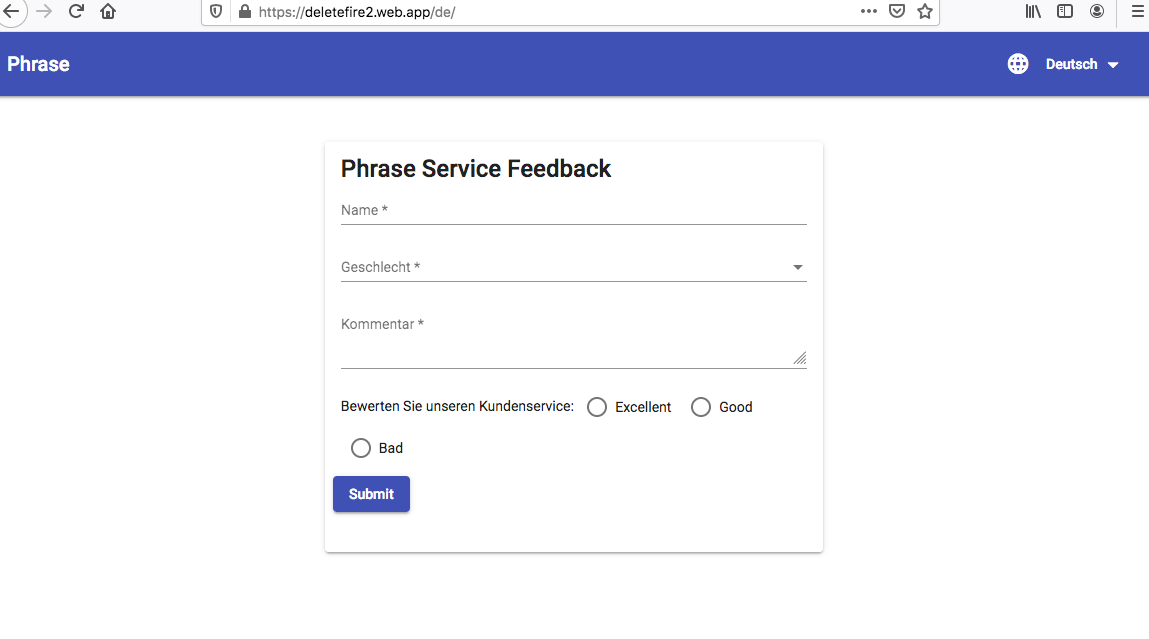 https://deletefire2.web.app/de/
Phrase
Deutsch
Phrase Service Feedback
Name *
Geschlecht *
Kommentar *
Bewerten Sie unseren Kundenservice: Excellent Good
Bad
Submit